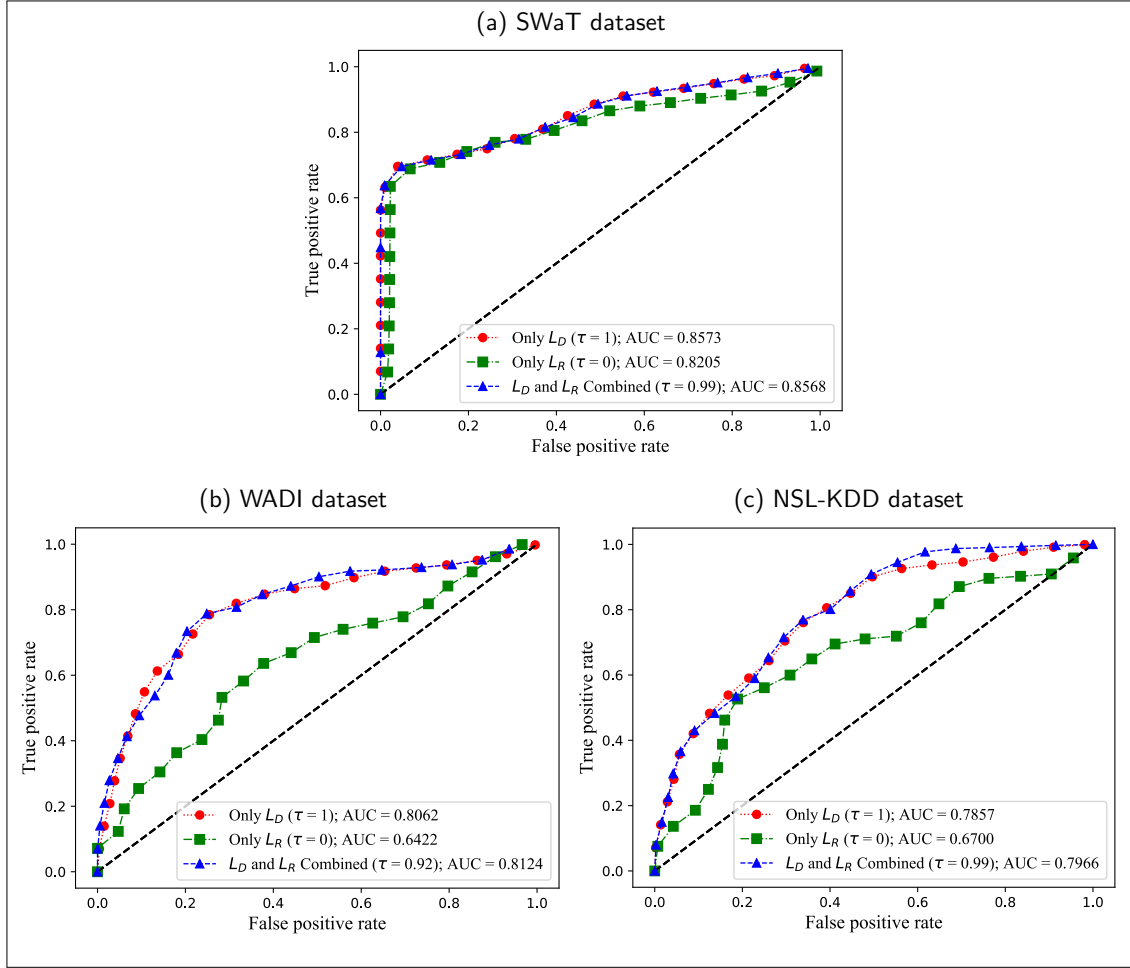 (a) SWaT dataset
1.0
0.8
0.6
0.4
0.2
0.0
True positive rate
Only L_D (τ = 1); AUC = 0.8573
Only L_R (τ = 0); AUC = 0.8205
L_D and L_R Combined (τ = 0.99); AUC = 0.8568
0.0 0.2 0.4 0.6 0.8 1.0
False positive rate
(b) WADI dataset
1.0
0.8
0.6
0.4
0.2
0.0
True positive rate
Only L_D (τ = 1); AUC = 0.8062
Only L_R (τ = 0); AUC = 0.6422
L_D and L_R Combined (τ = 0.92); AUC = 0.8124
0.0 0.2 0.4 0.6 0.8 1.0
False positive rate
(c) NSL-KDD dataset
1.0
0.8
0.6
0.4
0.2
0.0
True positive rate
Only L_D (τ = 1); AUC = 0.7857
Only L_R (τ = 0); AUC = 0.6700
L_D and L_R Combined (τ = 0.99); AUC = 0.7966
0.0 0.2 0.4 0.6 0.8 1.0
False positive rate